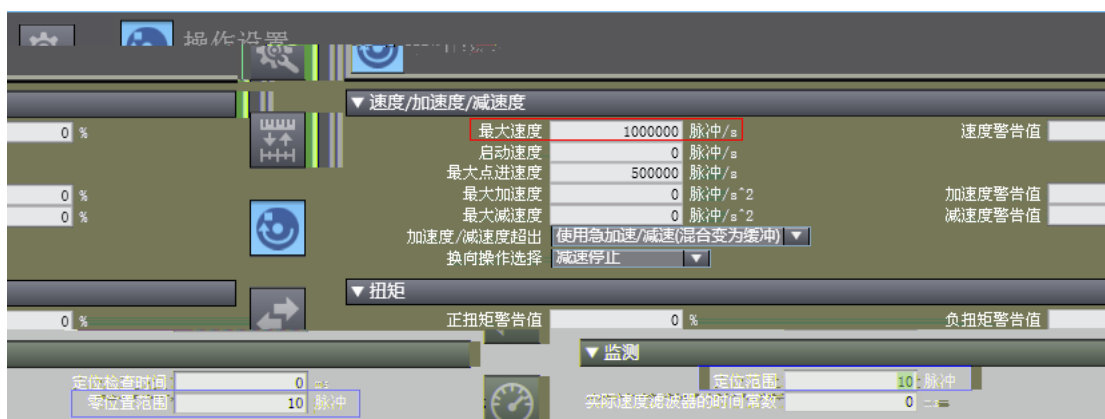 操作设置
▼ 速度/加速度/减速度
0 % 最大速度 1000000 脉冲/s 速度警告值
启动速度 0 脉冲/s
最大点进速度 500000 脉冲/s
0 % 最大加速度 0 脉冲/s^2 加速度警告值
0 % 最大减速度 0 脉冲/s^2 减速度警告值
加速度/减速度超出 使用急加速/减速(混合变为缓冲) ▼
换向操作选择 减速停止 ▼
▼ 扭矩
0 % 正扭矩警告值 0 % 负扭矩警告值
▼ 监测
定位检查时间 0 ms 定位范围 10 脉冲
零位置范围 10 脉冲 实际速度滤波器的时间常数 0